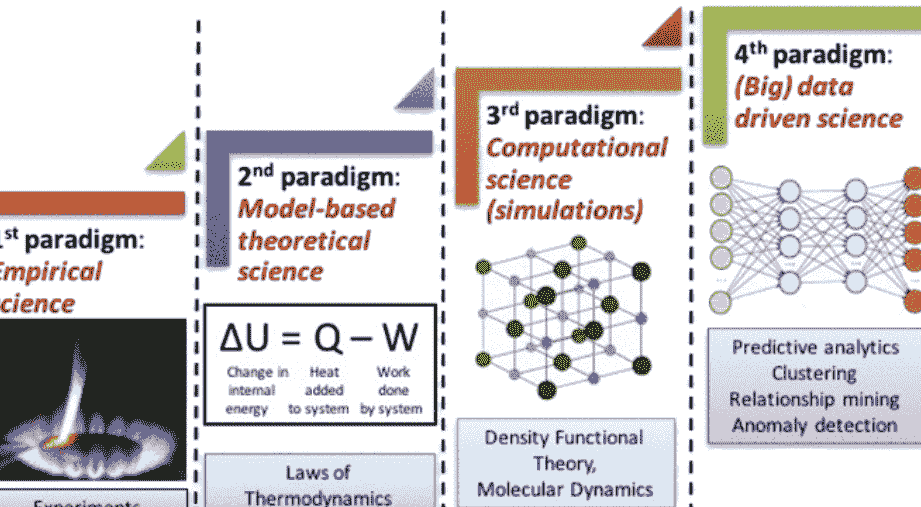 1st paradigm:
Empirical
science
Experiments
2nd paradigm:
Model-based
theoretical
science
ΔU = Q – W
Change in internal energy
Heat added to system
Work done by system
Laws of
Thermodynamics
3rd paradigm:
Computational
science
(simulations)
Density Functional
Theory,
Molecular Dynamics
4th paradigm:
(Big) data
driven science
Predictive analytics
Clustering
Relationship mining
Anomaly detection